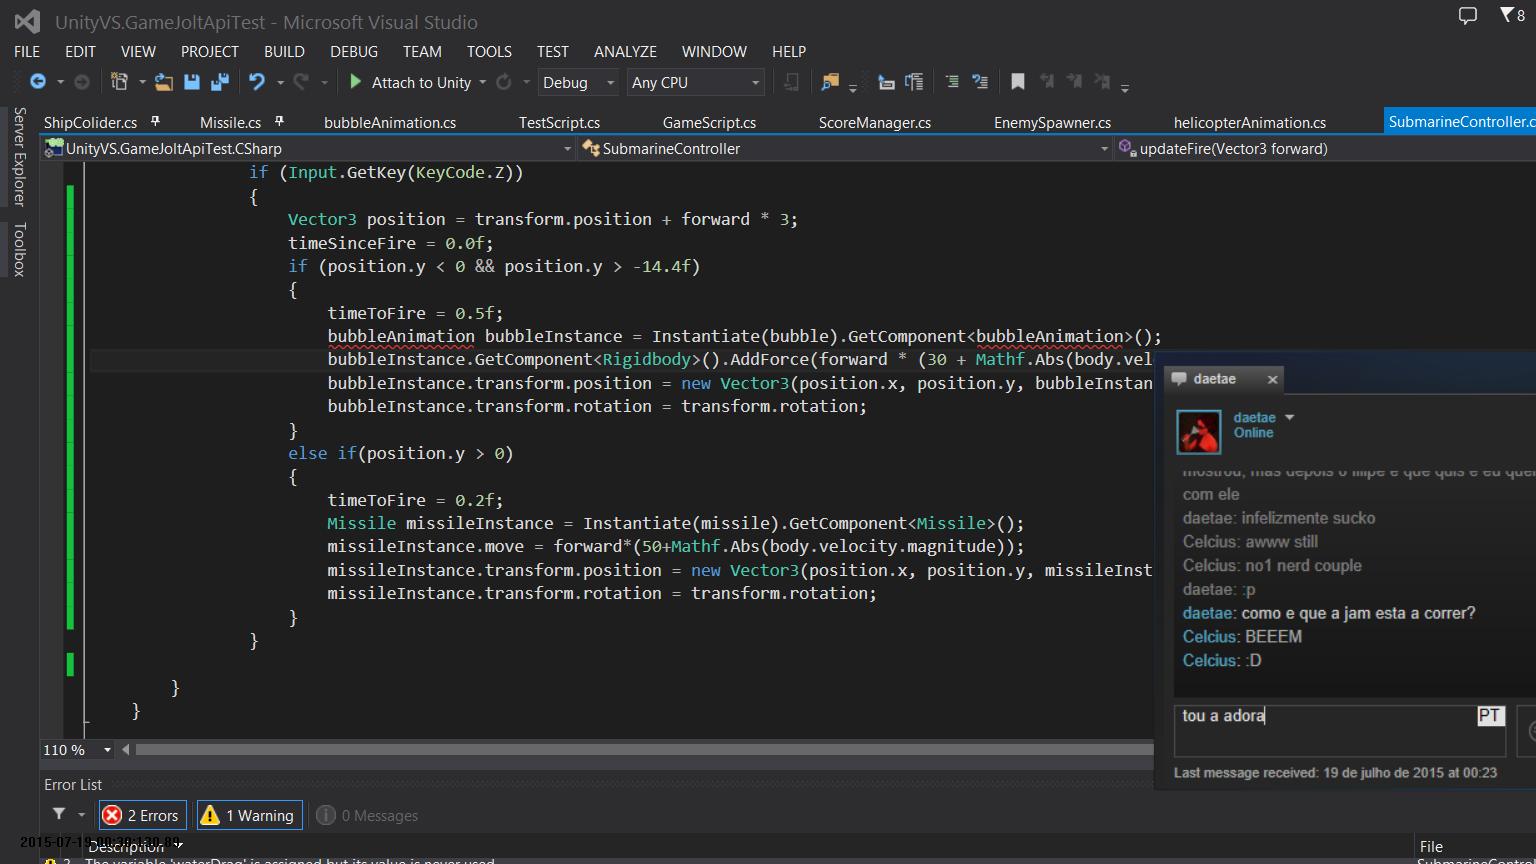 UnityVS.GameJoltApiTest - Microsoft Visual Studio
8
FILE EDIT VIEW PROJECT BUILD DEBUG TEAM TOOLS TEST ANALYZE WINDOW HELP
Attach to Unity Debug Any CPU
Server Explorer
Toolbox
ShipColider.cs Missile.cs bubbleAnimation.cs TestScript.cs GameScript.cs ScoreManager.cs EnemySpawner.cs helicopterAnimation.cs SubmarineController.c
UnityVS.GameJoltApiTest.CSharp SubmarineController updateFire(Vector3 forward)
if (Input.GetKey(KeyCode.Z))
{
Vector3 position = transform.position + forward * 3;
timeSinceFire = 0.0f;
if (position.y < 0 && position.y > -14.4f)
{
timeToFire = 0.5f;
bubbleAnimation bubbleInstance = Instantiate(bubble).GetComponent<bubbleAnimation>();
bubbleInstance.GetComponent<Rigidbody>().AddForce(forward * (30 + Mathf.Abs(body.vel
bubbleInstance.transform.position = new Vector3(position.x, position.y, bubbleInstan
bubbleInstance.transform.rotation = transform.rotation;
}
else if(position.y > 0)
{
timeToFire = 0.2f;
Missile missileInstance = Instantiate(missile).GetComponent<Missile>();
missileInstance.move = forward*(50+Mathf.Abs(body.velocity.magnitude));
missileInstance.transform.position = new Vector3(position.x, position.y, missileInst
missileInstance.transform.rotation = transform.rotation;
}
}
}
}
110 %
daetae
daetae
Online
mostrou, mas depois o filipe e que quis e eu quer
com ele
daetae: infelizmente sucko
Celcius: awww still
Celcius: no1 nerd couple
daetae: :p
daetae: como e que a jam esta a correr?
Celcius: BEEEM
Celcius: :D
tou a adora
PT
Last message received: 19 de julho de 2015 at 00:23
Error List
2 Errors 1 Warning 0 Messages
Description File
The variable 'waterDrag' is assigned but its value is never used SubmarineContro